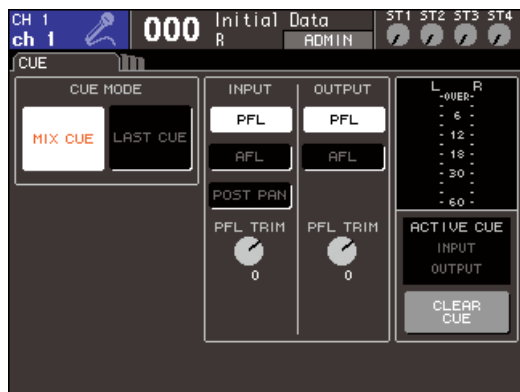 CH 1
ch 1
000
Initial Data
R
ADMIN
ST1 ST2 ST3 ST4
CUE
CUE MODE
MIX CUE
LAST CUE
INPUT
PFL
AFL
POST PAN
PFL TRIM
0
OUTPUT
PFL
AFL
PFL TRIM
0
L R
-OVER-
- 6 -
- 12 -
- 18 -
- 30 -
- 60 -
ACTIVE CUE
INPUT
OUTPUT
CLEAR
CUE